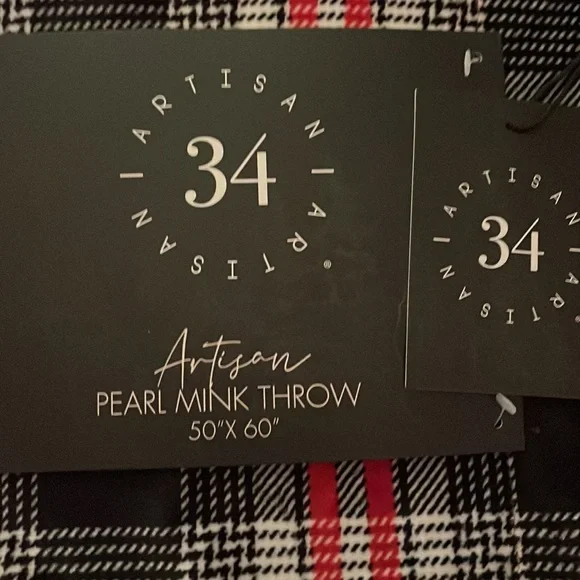 ARTISAN
34
ARTISAN
®
Artisan
PEARL MINK THROW
50"X 60"
ARTISAN
34
ARTISAN